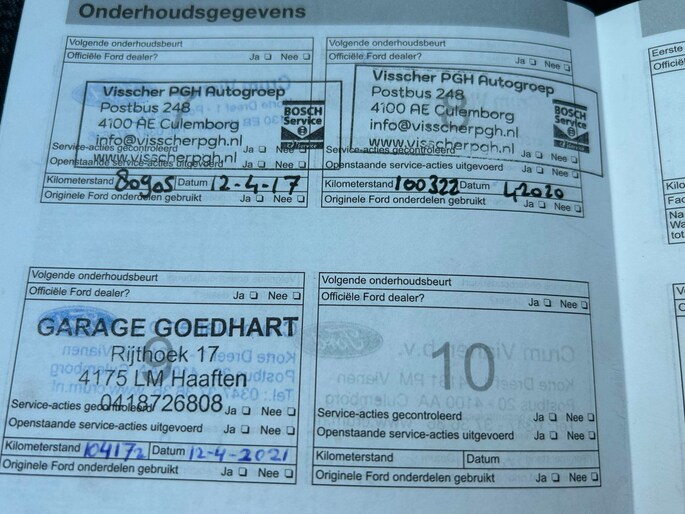 Onderhoudsgegevens
Volgende onderhoudsbeurt
Officiële Ford dealer? Ja Nee
Visscher PGH Autogroep
Postbus 248
4100 AE Culemborg
info@visscherpgh.nl
www.visscherpgh.nl
BOSCH
Service
Service-acties gecontroleerd Ja Nee
Openstaande service-acties uitgevoerd Ja Nee
Kilometerstand 80905 Datum 12-4-17
Originele Ford onderdelen gebruikt Ja Nee
Volgende onderhoudsbeurt
Officiële Ford dealer? Ja Nee
8
Visscher PGH Autogroep
Postbus 248
4100 AE Culemborg
info@visscherpgh.nl
www.visscherpgh.nl
BOSCH
Service
Service-acties gecontroleerd Ja Nee
Openstaande service-acties uitgevoerd Ja Nee
Kilometerstand 100322 Datum 42020
Originele Ford onderdelen gebruikt Ja Nee
Volgende onderhoudsbeurt
Officiële Ford dealer? Ja Nee
9
GARAGE GOEDHART
Rijthoek 17
4175 LM Haaften
0418726808
Service-acties gecontroleerd Ja Nee
Openstaande service-acties uitgevoerd Ja Nee
Kilometerstand 104172 Datum 12-4-2021
Originele Ford onderdelen gebruikt Ja Nee
Volgende onderhoudsbeurt
Officiële Ford dealer? Ja Nee
10
Service-acties gecontroleerd Ja Nee
Openstaande service-acties uitgevoerd Ja Nee
Kilometerstand Datum
Originele Ford onderdelen gebruikt Ja Nee
Eerste